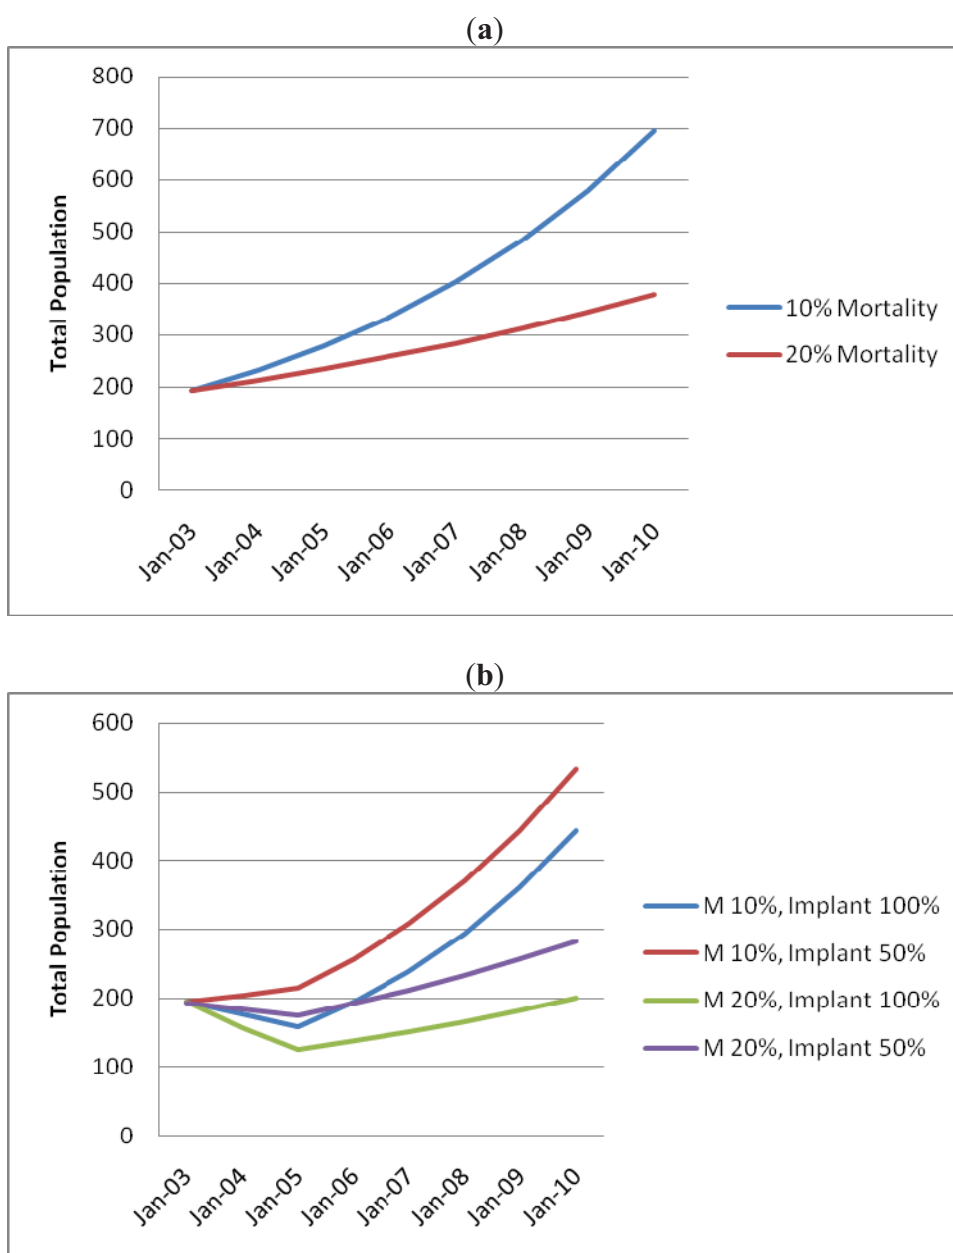 (a)
800
700
600
500
400
300
200
100
0
Total Population
Jan-03
Jan-04
Jan-05
Jan-06
Jan-07
Jan-08
Jan-09
Jan-10
10% Mortality
20% Mortality
(b)
600
500
400
300
200
100
0
Total Population
Jan-03
Jan-04
Jan-05
Jan-06
Jan-07
Jan-08
Jan-09
Jan-10
M 10%, Implant 100%
M 10%, Implant 50%
M 20%, Implant 100%
M 20%, Implant 50%